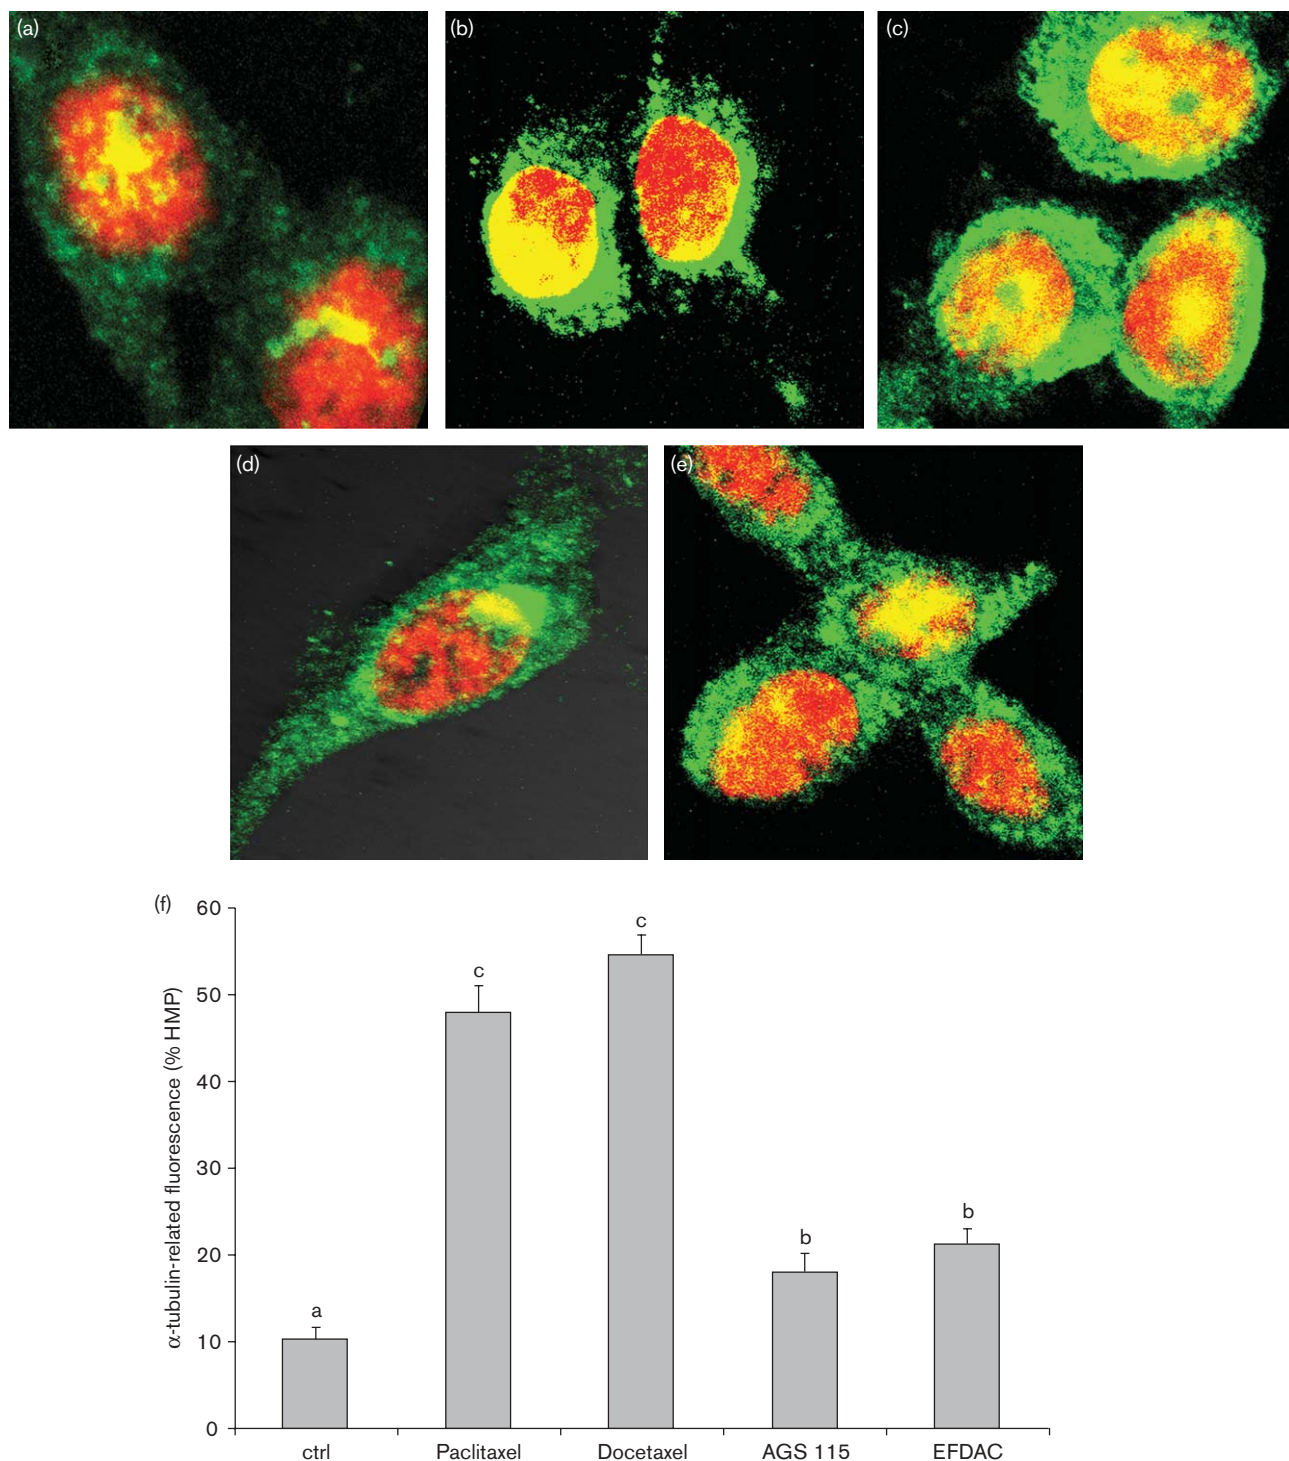 (a)
(b)
(c)
(d)
(e)
(f)
α-tubulin-related fluorescence (% HMP)
60
50
40
30
20
10
0
a
c
c
b
b
ctrl
Paclitaxel
Docetaxel
AGS 115
EFDAC